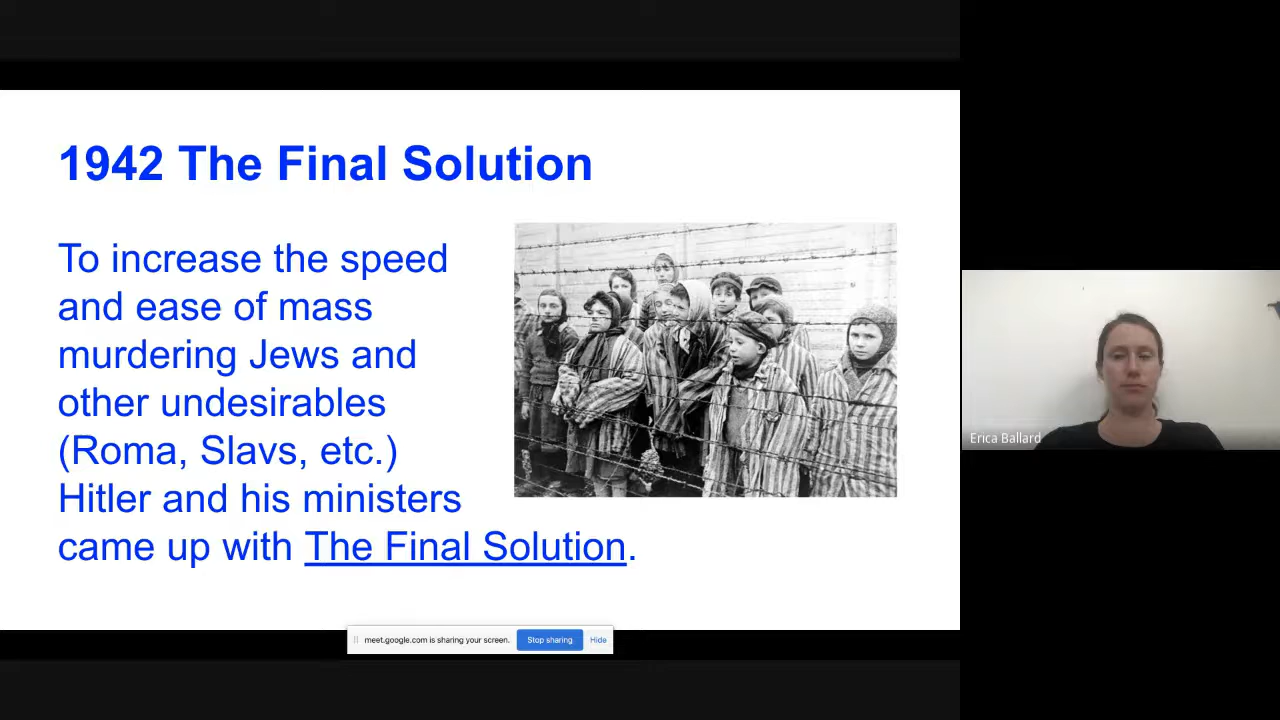 1942 The Final Solution
To increase the speed
and ease of mass
murdering Jews and
other undesirables
(Roma, Slavs, etc.)
Hitler and his ministers
came up with The Final Solution.
Erica Ballard
meet.google.com is sharing your screen.
Stop sharing
Hide